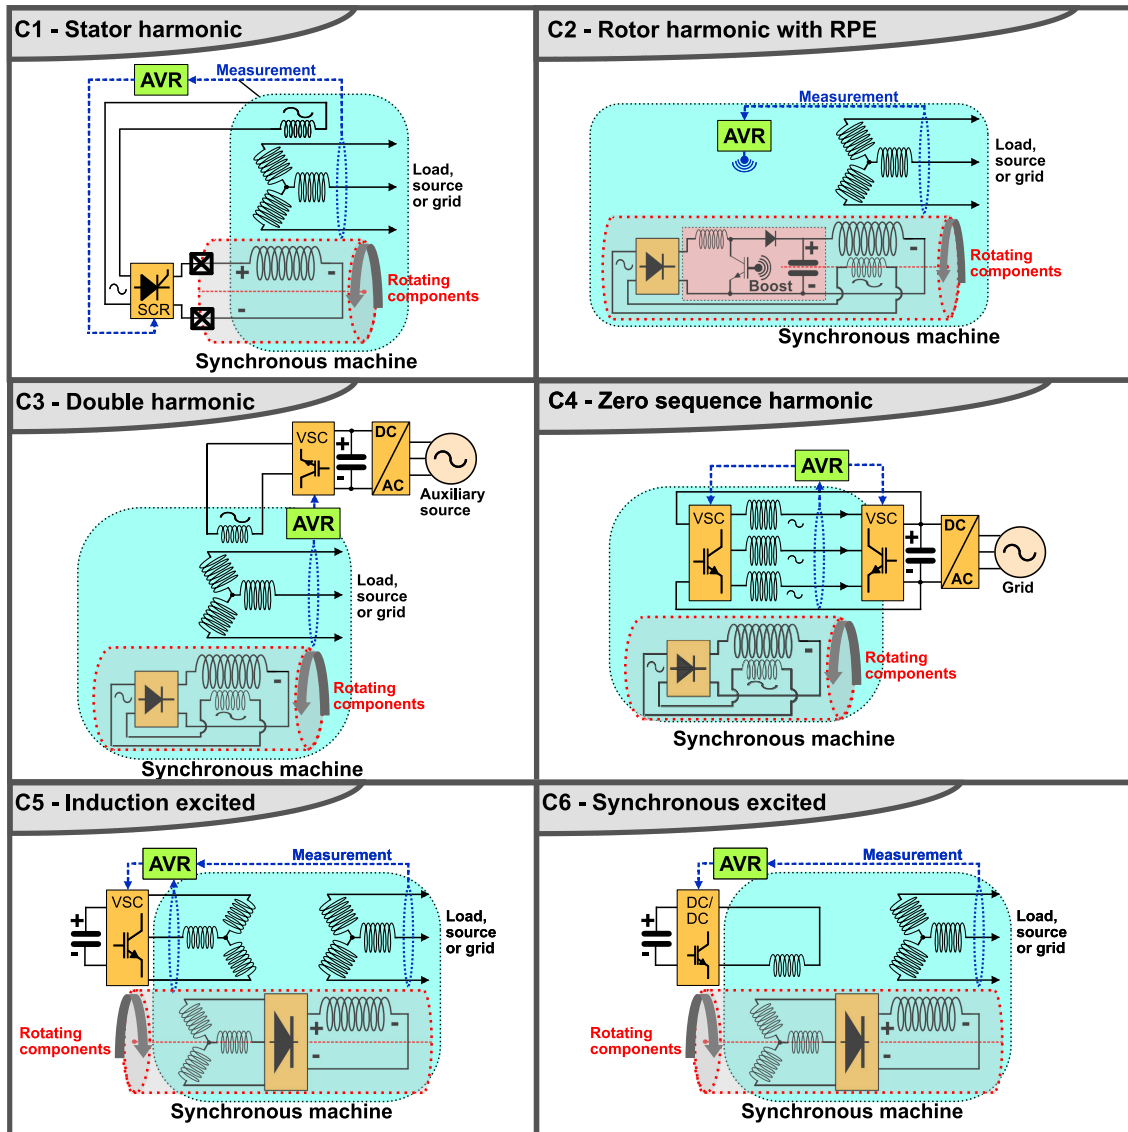 C1 - Stator harmonic
AVR
Measurement
Load,
source
or grid
+
-
+
-
SCR
Rotating
components
Synchronous machine
C2 - Rotor harmonic with RPE
Measurement
AVR
Load,
source
or grid
+
-
+
-
Boost
Rotating
components
Synchronous machine
C3 - Double harmonic
VSC
+
-
DC
AC
Auxiliary
source
AVR
Load,
source
or grid
+
-
Rotating
components
Synchronous machine
C4 - Zero sequence harmonic
AVR
VSC
VSC
+
-
DC
AC
Grid
+
-
Rotating
components
Synchronous machine
C5 - Induction excited
AVR
Measurement
VSC
+
-
Load,
source
or grid
+
-
-
Rotating
components
Synchronous machine
C6 - Synchronous excited
AVR
Measurement
DC/
DC
+
-
Load,
source
or grid
+
-
-
Rotating
components
Synchronous machine